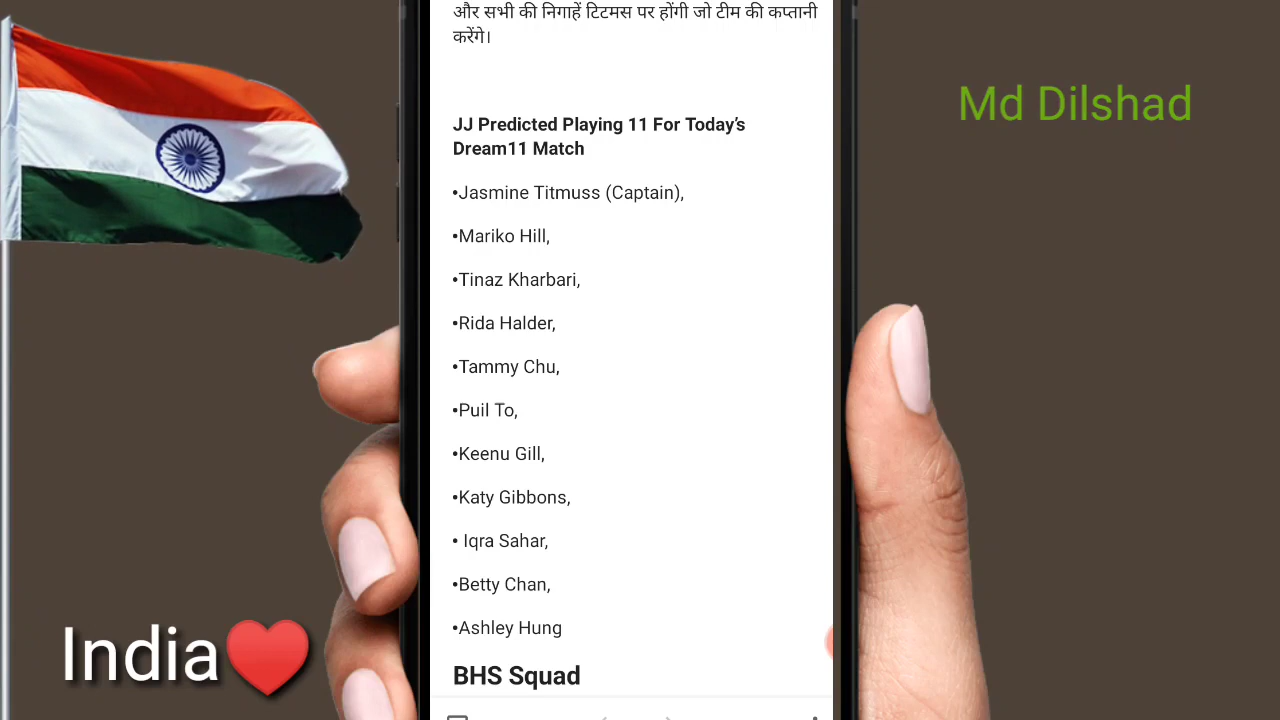 और सभी की निगाहें टिटमस पर होंगी जो टीम की कप्तानी
करेंगे।
Md Dilshad
JJ Predicted Playing 11 For Today’s
Dream11 Match
•Jasmine Titmuss (Captain),
•Mariko Hill,
•Tinaz Kharbari,
•Rida Halder,
•Tammy Chu,
•Puil To,
•Keenu Gill,
•Katy Gibbons,
• Iqra Sahar,
•Betty Chan,
•Ashley Hung
BHS Squad
India